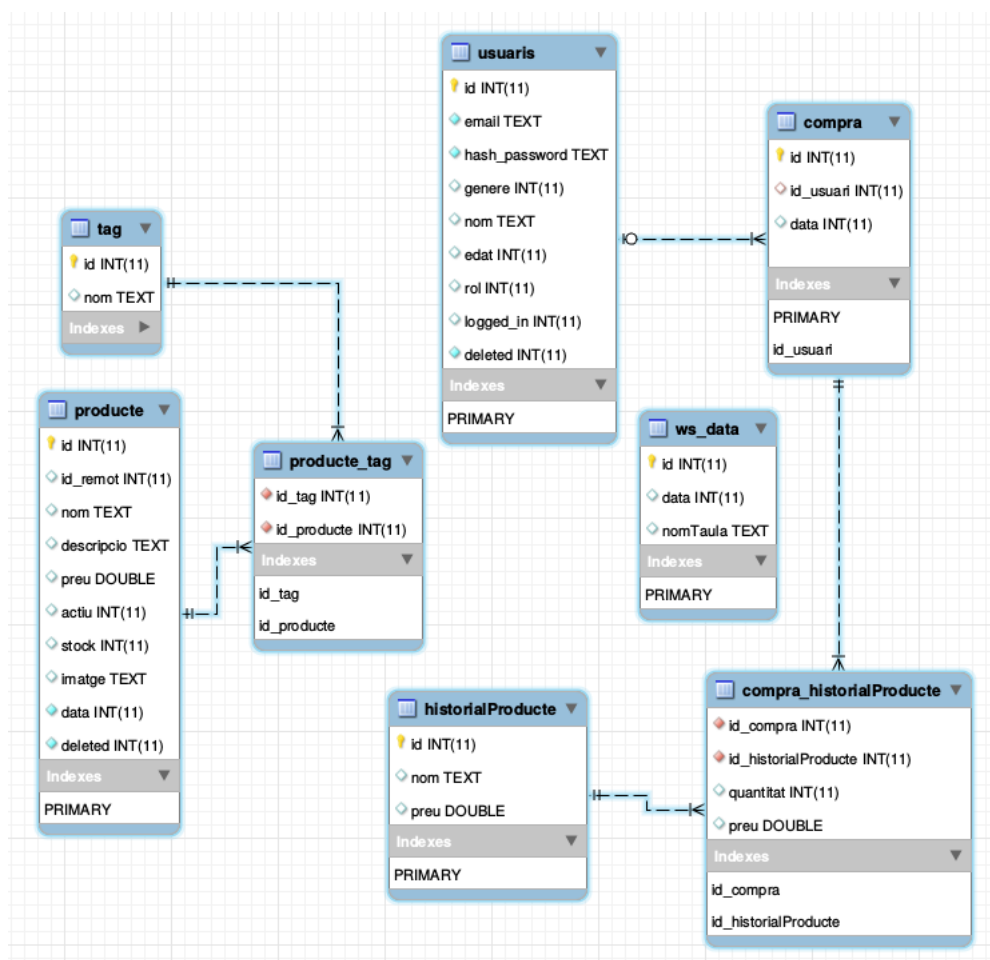 usuaris
id INT(11)
email TEXT
hash_password TEXT
genere INT(11)
nom TEXT
edat INT(11)
rol INT(11)
logged_in INT(11)
deleted INT(11)
Indexes
PRIMARY
compra
id INT(11)
id_usuari INT(11)
data INT(11)
Indexes
PRIMARY
id_usuari
tag
id INT(11)
nom TEXT
Indexes
producte
id INT(11)
id_remot INT(11)
nom TEXT
descripcio TEXT
preu DOUBLE
actiu INT(11)
stock INT(11)
imatge TEXT
data INT(11)
deleted INT(11)
Indexes
PRIMARY
producte_tag
id_tag INT(11)
id_producte INT(11)
Indexes
id_tag
id_producte
ws_data
id INT(11)
data INT(11)
nomTaula TEXT
Indexes
PRIMARY
historialProducte
id INT(11)
nom TEXT
preu DOUBLE
Indexes
PRIMARY
compra_historialProducte
id_compra INT(11)
id_historialProducte INT(11)
quantitat INT(11)
preu DOUBLE
Indexes
id_compra
id_historialProducte